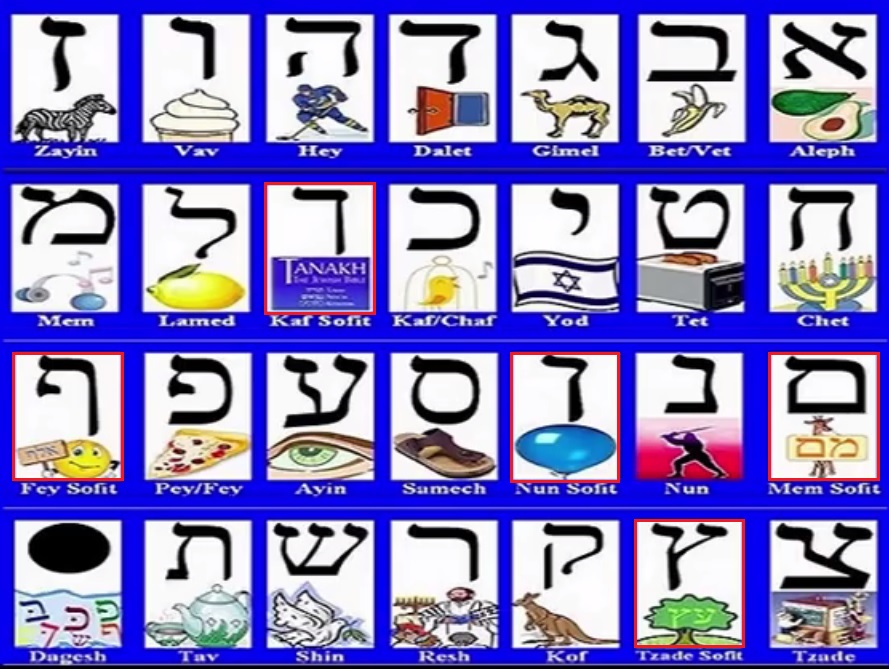 א ב ג ד ה ו ז
Zayin Vav Hey Dalet Gimel Bet/Vet Aleph
ח ט י כ ך ל מ
TANAKH
THE JEWISH BIBLE
Mem Lamed Kaf Sofit Kaf/Chaf Yod Tet Chet
ם נ ן ס ע פ ף
מם
Fey Sofit Pey/Fey Ayin Samech Nun Sofit Nun Mem Sofit
צ ץ ק ר ש ת
עץ
Dagesh Tav Shin Resh Kof Tzade Sofit Tzade